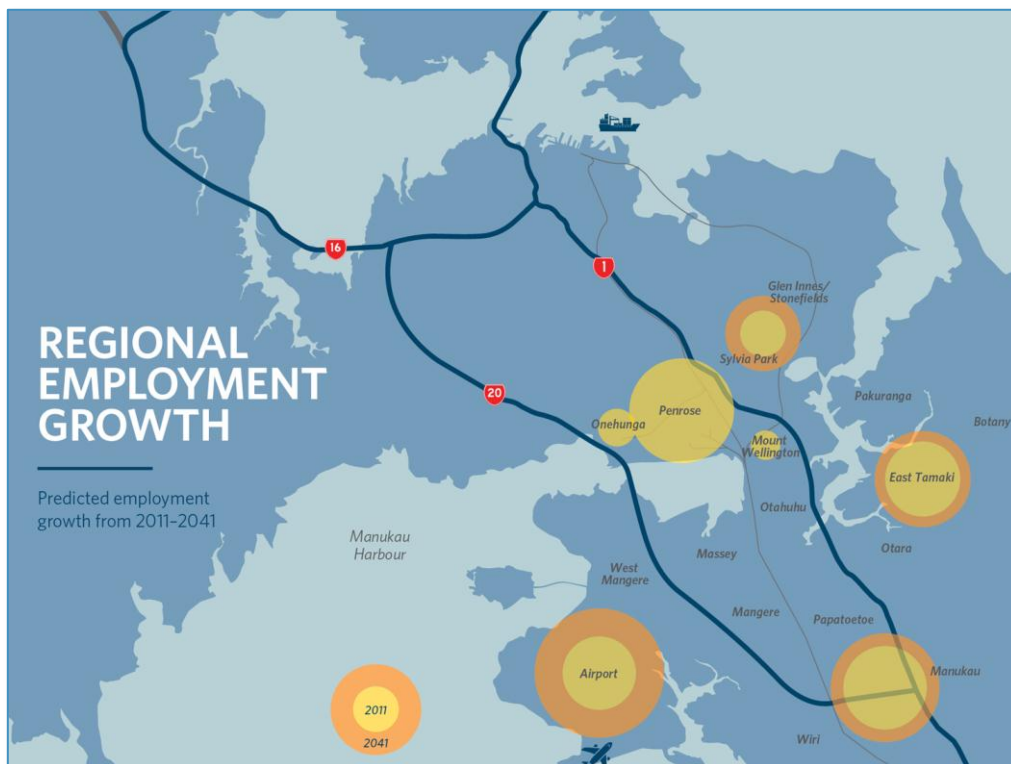 16
1
Glen Innes/
Stonefields
REGIONAL
EMPLOYMENT
GROWTH
Sylvia Park
20
Pakuranga
Penrose
Onehunga
Botany
Mount
Wellington
East Tamaki
Predicted employment
growth from 2011–2041
Otahuhu
Manukau
Harbour
Otara
Massey
West
Mangere
Mangere
Papatoetoe
Airport
Manukau
2011
2041
Wiri